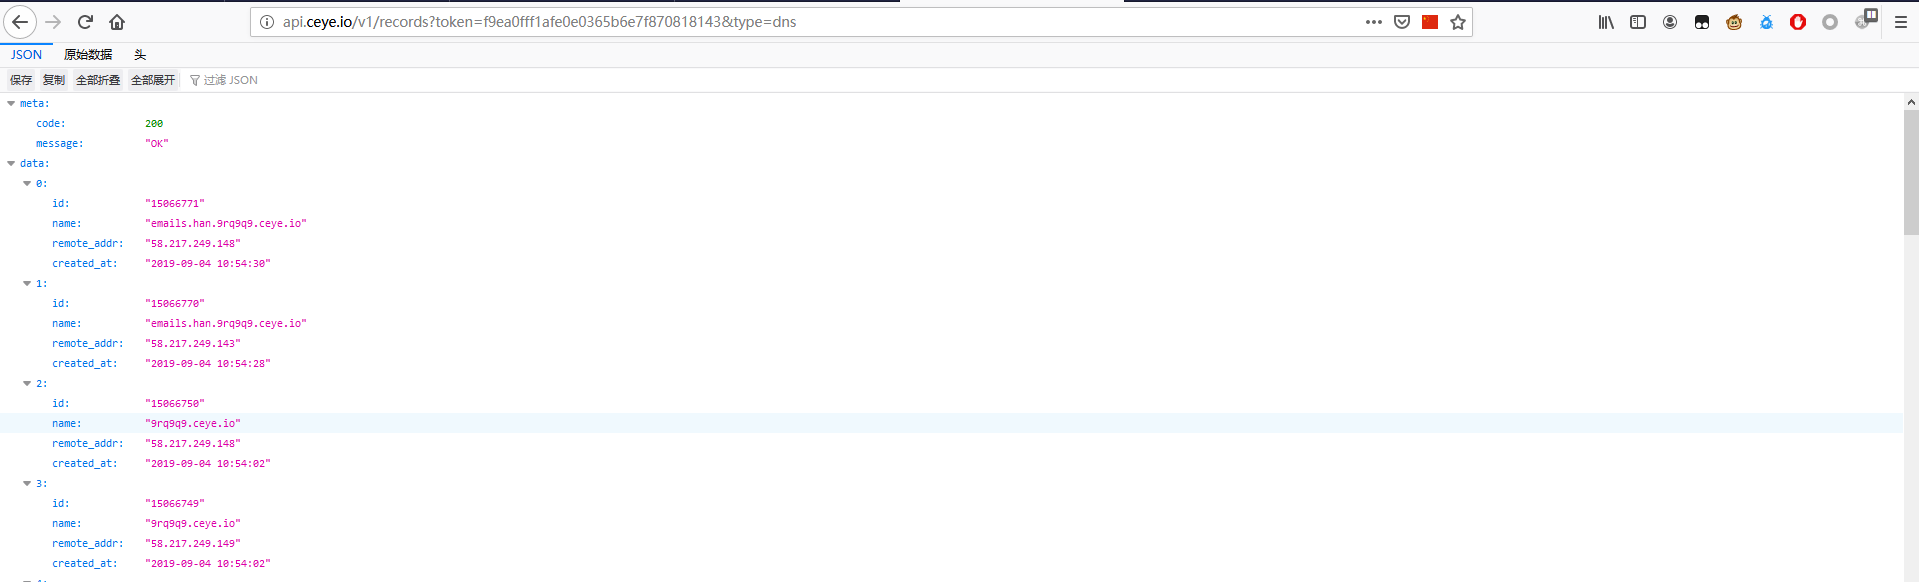 api.ceye.io/v1/records?token=f9ea0fff1afe0e0365b6e7f870818143&type=dns
JSON 原始数据 头
保存 复制 全部折叠 全部展开 过滤 JSON
meta:
code: 200
message: "OK"
data:
0:
id: "15066771"
name: "emails.han.9rq9q9.ceye.io"
remote_addr: "58.217.249.148"
created_at: "2019-09-04 10:54:30"
1:
id: "15066770"
name: "emails.han.9rq9q9.ceye.io"
remote_addr: "58.217.249.143"
created_at: "2019-09-04 10:54:28"
2:
id: "15066750"
name: "9rq9q9.ceye.io"
remote_addr: "58.217.249.148"
created_at: "2019-09-04 10:54:02"
3:
id: "15066749"
name: "9rq9q9.ceye.io"
remote_addr: "58.217.249.149"
created_at: "2019-09-04 10:54:02"